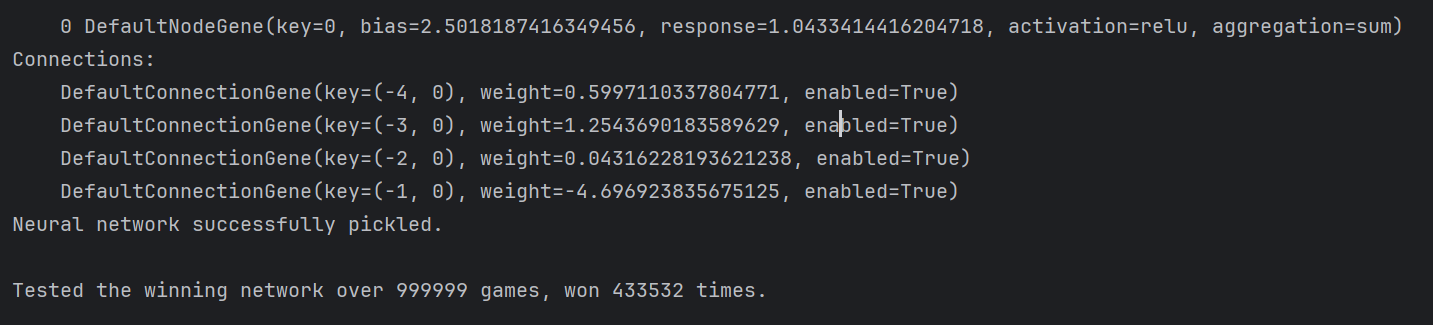 0 DefaultNodeGene(key=0, bias=2.5018187416349456, response=1.0433414416204718, activation=relu, aggregation=sum)
Connections:
DefaultConnectionGene(key=(-4, 0), weight=0.5997110337804771, enabled=True)
DefaultConnectionGene(key=(-3, 0), weight=1.2543690183589629, enabled=True)
DefaultConnectionGene(key=(-2, 0), weight=0.04316228193621238, enabled=True)
DefaultConnectionGene(key=(-1, 0), weight=-4.696923835675125, enabled=True)
Neural network successfully pickled.
Tested the winning network over 999999 games, won 433532 times.